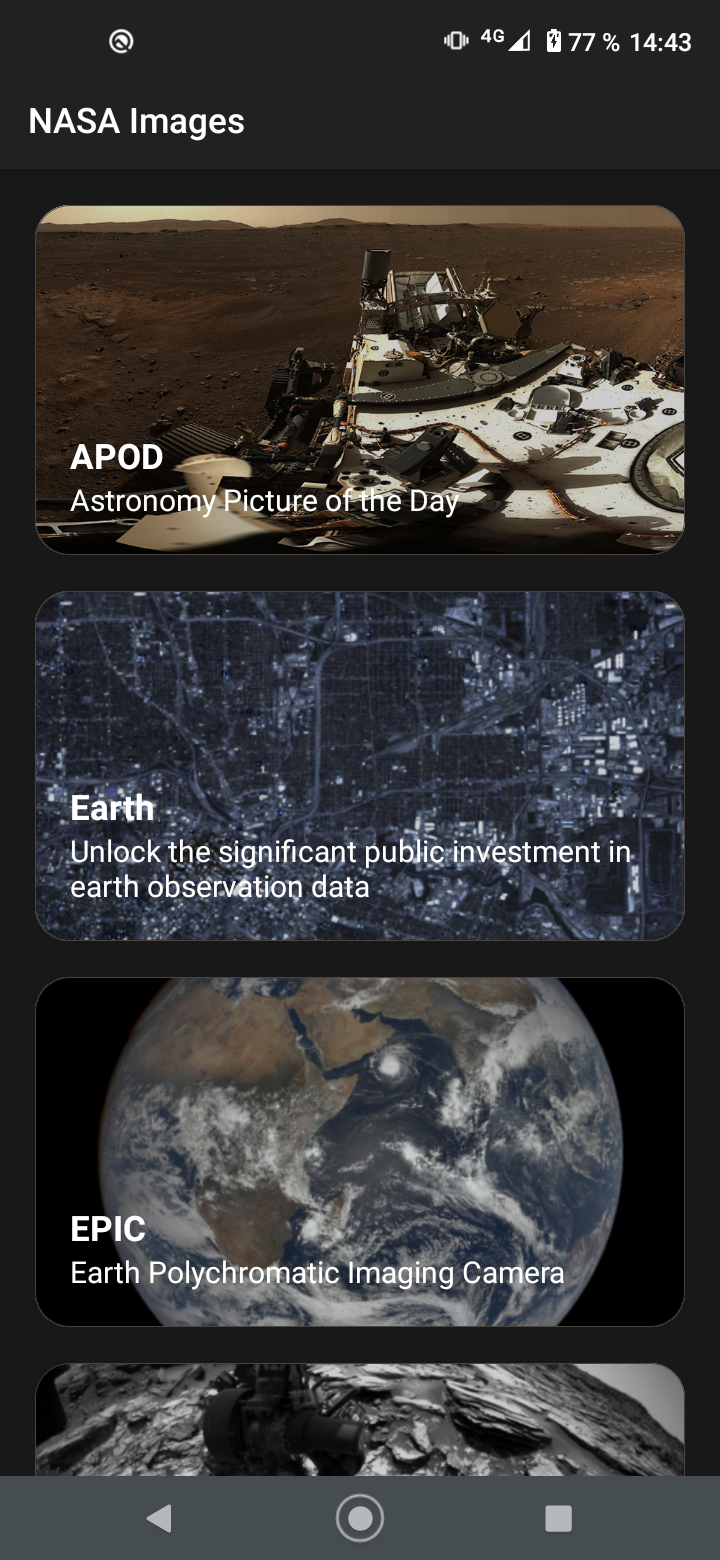 4G 77 % 14:43
NASA Images
APOD
Astronomy Picture of the Day
Earth
Unlock the significant public investment in
earth observation data
EPIC
Earth Polychromatic Imaging Camera